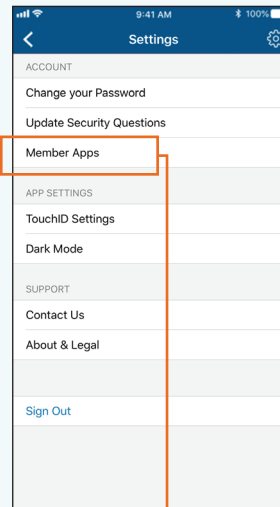 9:41 AM
100%
Settings
ACCOUNT
Change your Password
Update Security Questions
Member Apps
APP SETTINGS
TouchID Settings
Dark Mode
SUPPORT
Contact Us
About & Legal
Sign Out